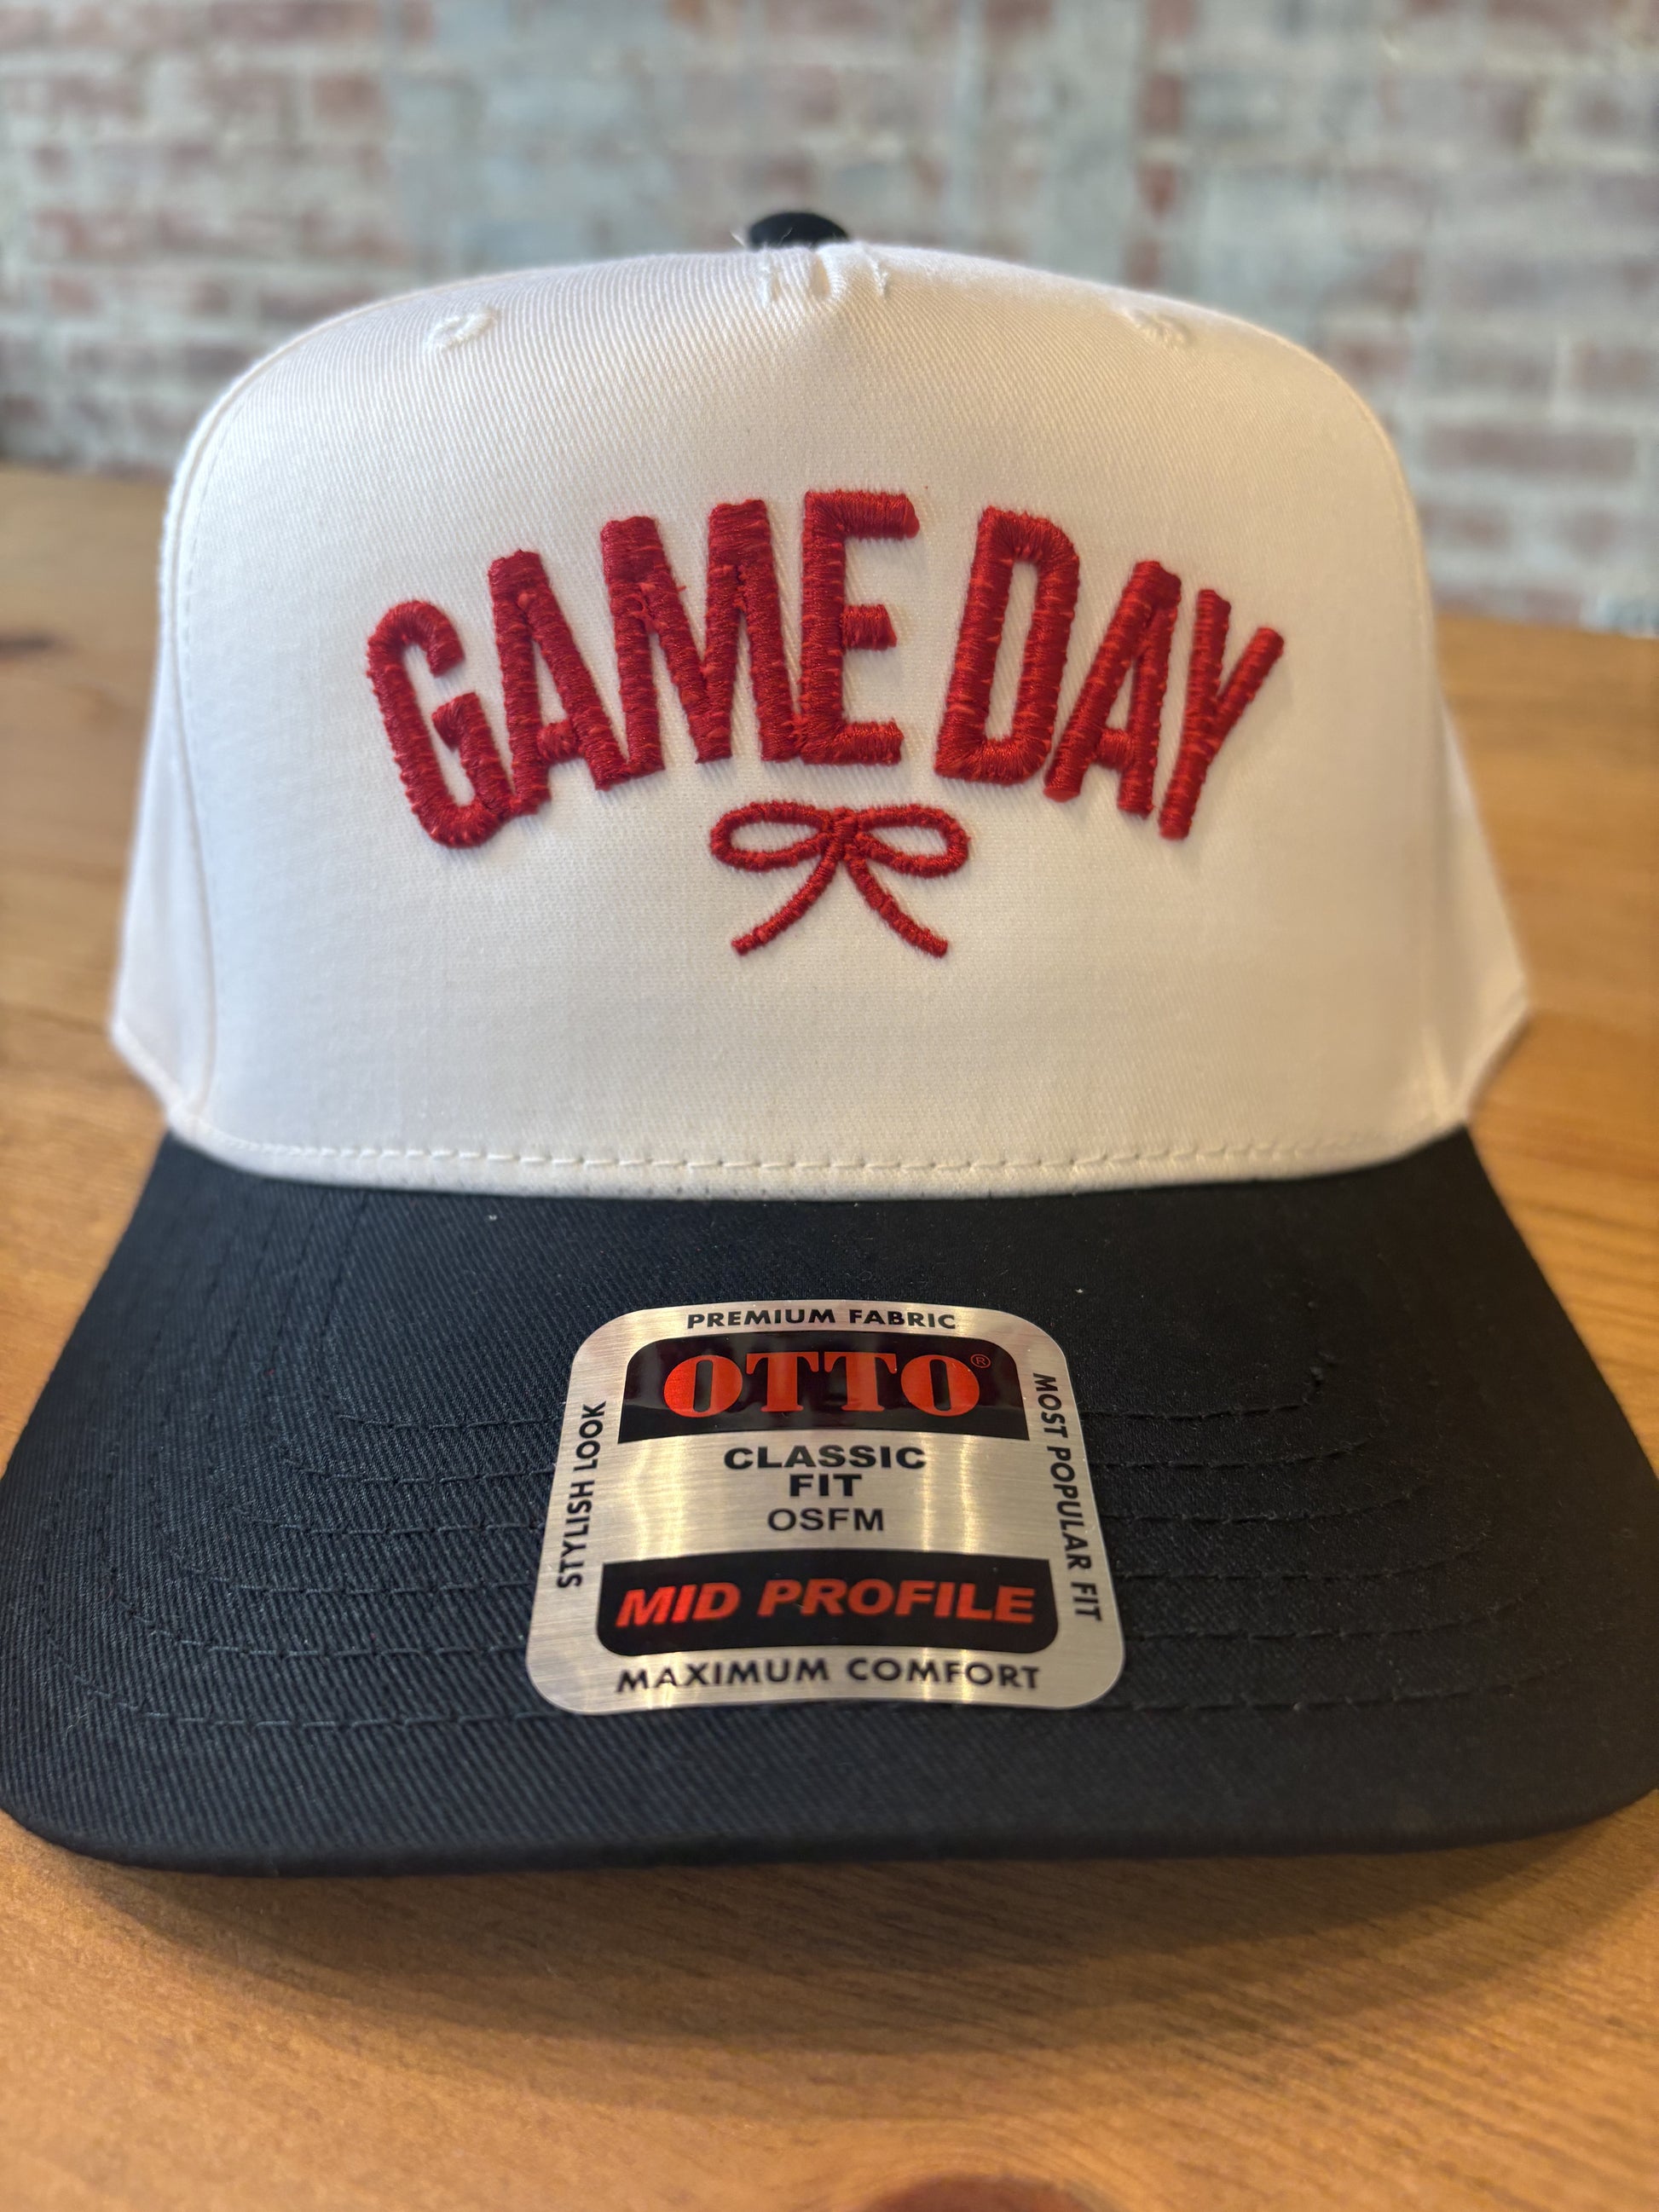 GAME DAY
PREMIUM FABRIC
OTTO®
STYLISH LOOK
CLASSIC
FIT
OSFM
MOST POPULAR FIT
MID PROFILE
MAXIMUM COMFORT